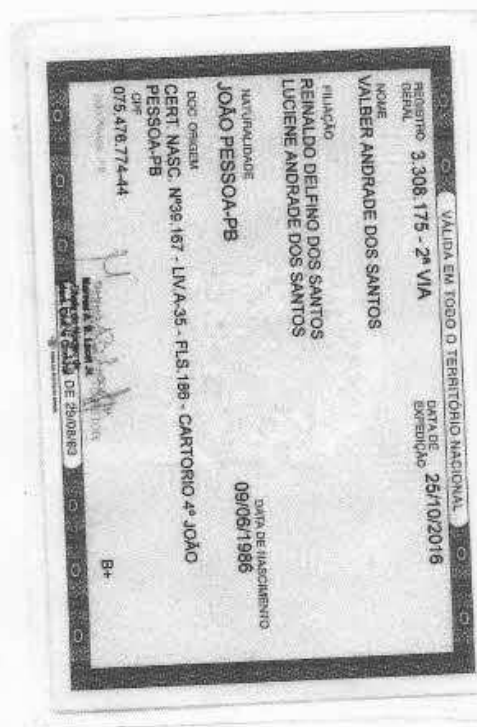 VÁLIDA EM TODO O TERRITÓRIO NACIONAL
REGISTRO GERAL 3.308.175 - 2ª VIA
DATA DE EXPEDIÇÃO 25/10/2016
NOME
VALBER ANDRADE DOS SANTOS
FILIAÇÃO
REINALDO DELFINO DOS SANTOS
LUCIENE ANDRADE DOS SANTOS
NATURALIDADE
JOÃO PESSOA-PB
DATA DE NASCIMENTO
09/06/1986
DOC ORIGEM
CERT. NASC. Nº39.167 - LIV.A-35 - FLS.186 - CARTORIO 4º JOÃO
PESSOA-PB
CPF
075.476.774-44
B+
DE 29/08/83